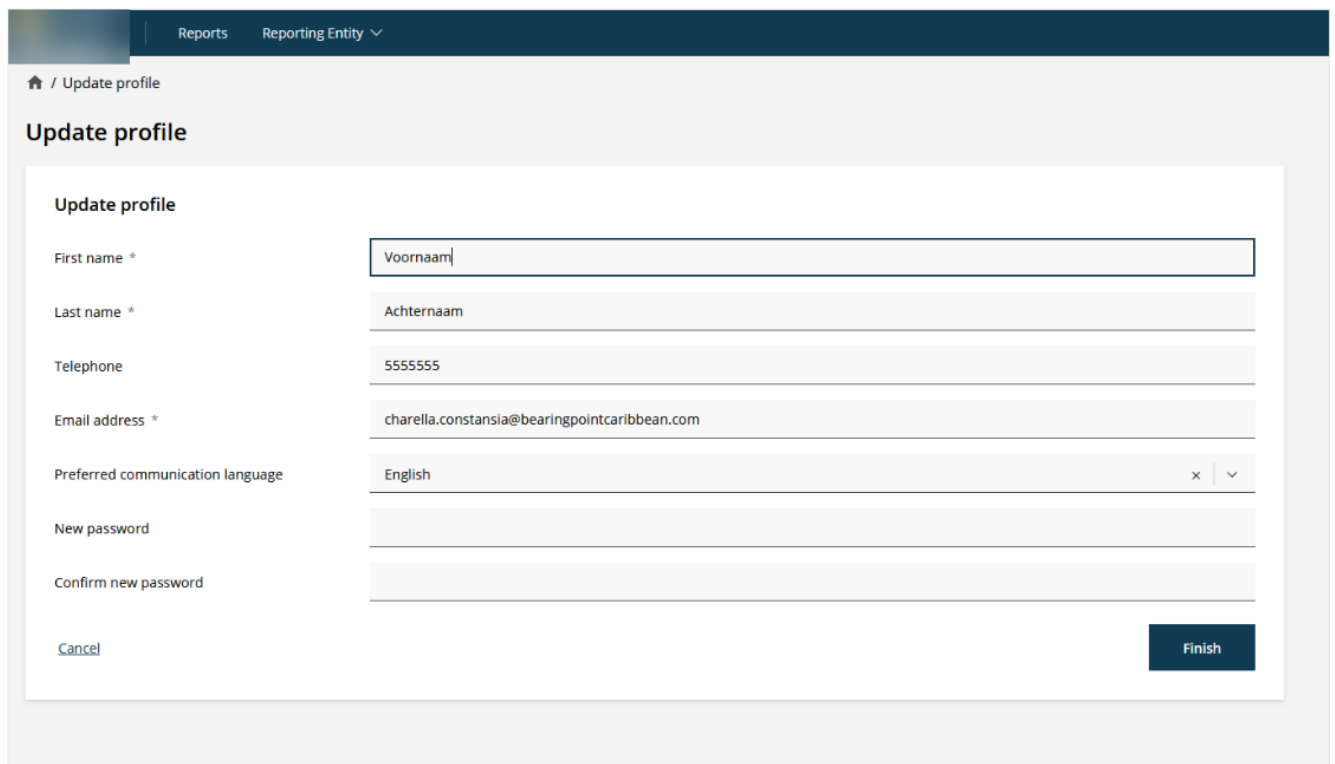 Reports Reporting Entity
/ Update profile
Update profile
Update profile
First name * Voornaam
Last name * Achternaam
Telephone 5555555
Email address * charella.constansia@bearingpointcaribbean.com
Preferred communication language English
New password
Confirm new password
Cancel Finish